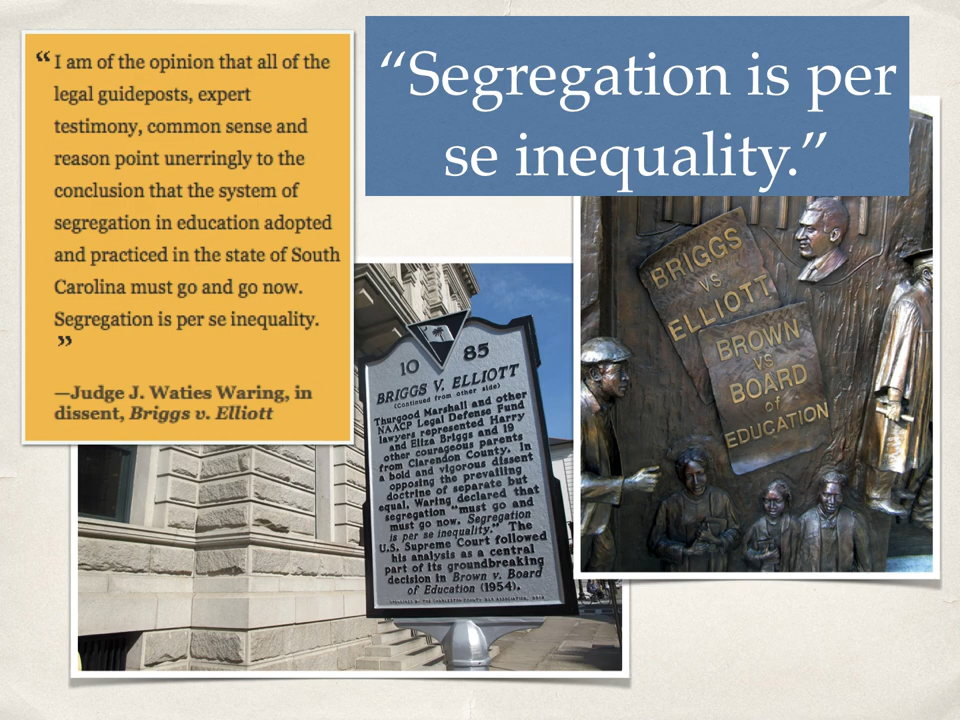 “Segregation is per
se inequality.”
“ I am of the opinion that all of the
legal guideposts, expert
testimony, common sense and
reason point unerringly to the
conclusion that the system of
segregation in education adopted
and practiced in the state of South
Carolina must go and go now.
Segregation is per se inequality.
”
—Judge J. Waties Waring, in
dissent, Briggs v. Elliott
10 85
BRIGGS V. ELLIOTT
(Continued from other side)
Thurgood Marshall and other
NAACP Legal Defense Fund
lawyers represented Harry
and Eliza Briggs and 19
other courageous parents
from Clarendon County. In
a bold and vigorous dissent
opposing the prevailing
doctrine of separate but
equal, Waring declared that
segregation “must go and
must go now. Segregation
is per se inequality.” The
U.S. Supreme Court followed
his analysis as a central
part of its groundbreaking
decision in Brown v. Board
of Education (1954).
BRIGGS
VS
ELLIOTT
BROWN
VS
BOARD
of
EDUCATION